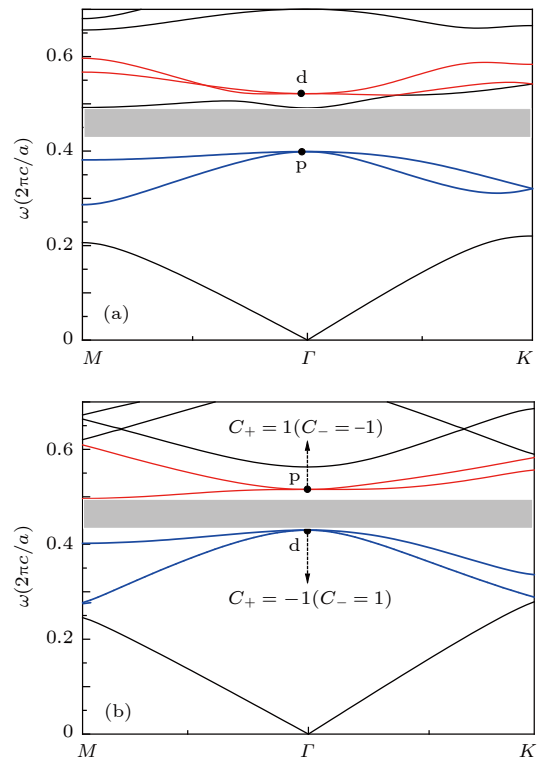 0.6
d
0.4
p
ω(2πc/a)
0.2
(a)
0
M Γ K
C₊ = 1(C₋ = –1)
0.6
p
0.4
d
ω(2πc/a)
C₊ = –1(C₋ = 1)
0.2
(b)
0
M Γ K